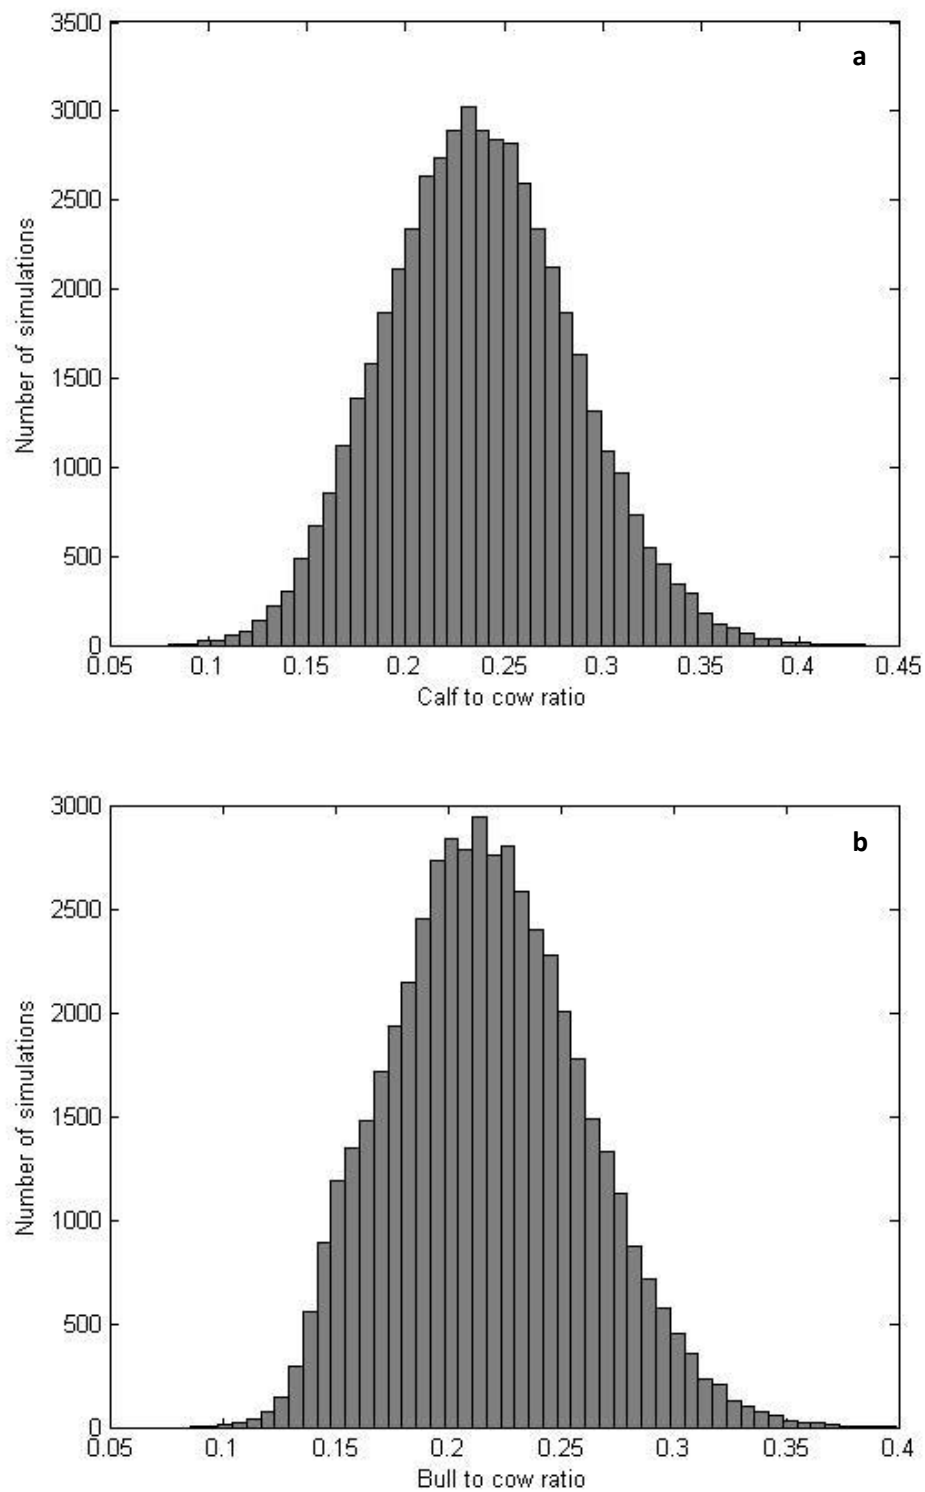 a
3500
3000
2500
2000
1500
1000
500
0
Number of simulations
0.05 0.1 0.15 0.2 0.25 0.3 0.35 0.4 0.45
Calf to cow ratio
b
3000
2500
2000
1500
1000
500
0
Number of simulations
0.05 0.1 0.15 0.2 0.25 0.3 0.35 0.4
Bull to cow ratio